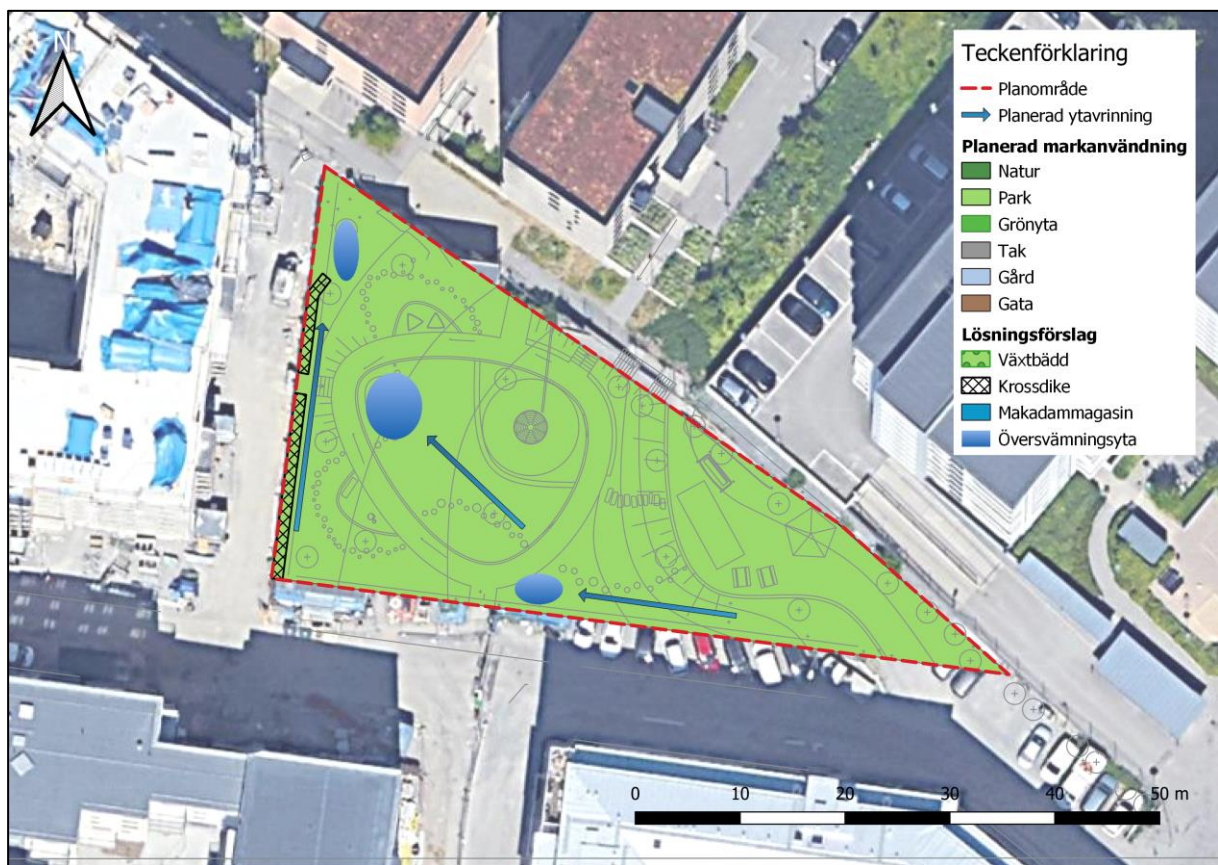 N
Teckenförklaring
Planområde
Planerad ytavrinning
Planerad markanvändning
Natur
Park
Grönyta
Tak
Gård
Gata
Lösningsförslag
Växtbädd
Krossdike
Makadammagasin
Översvämningsyta
0 10 20 30 40 50 m